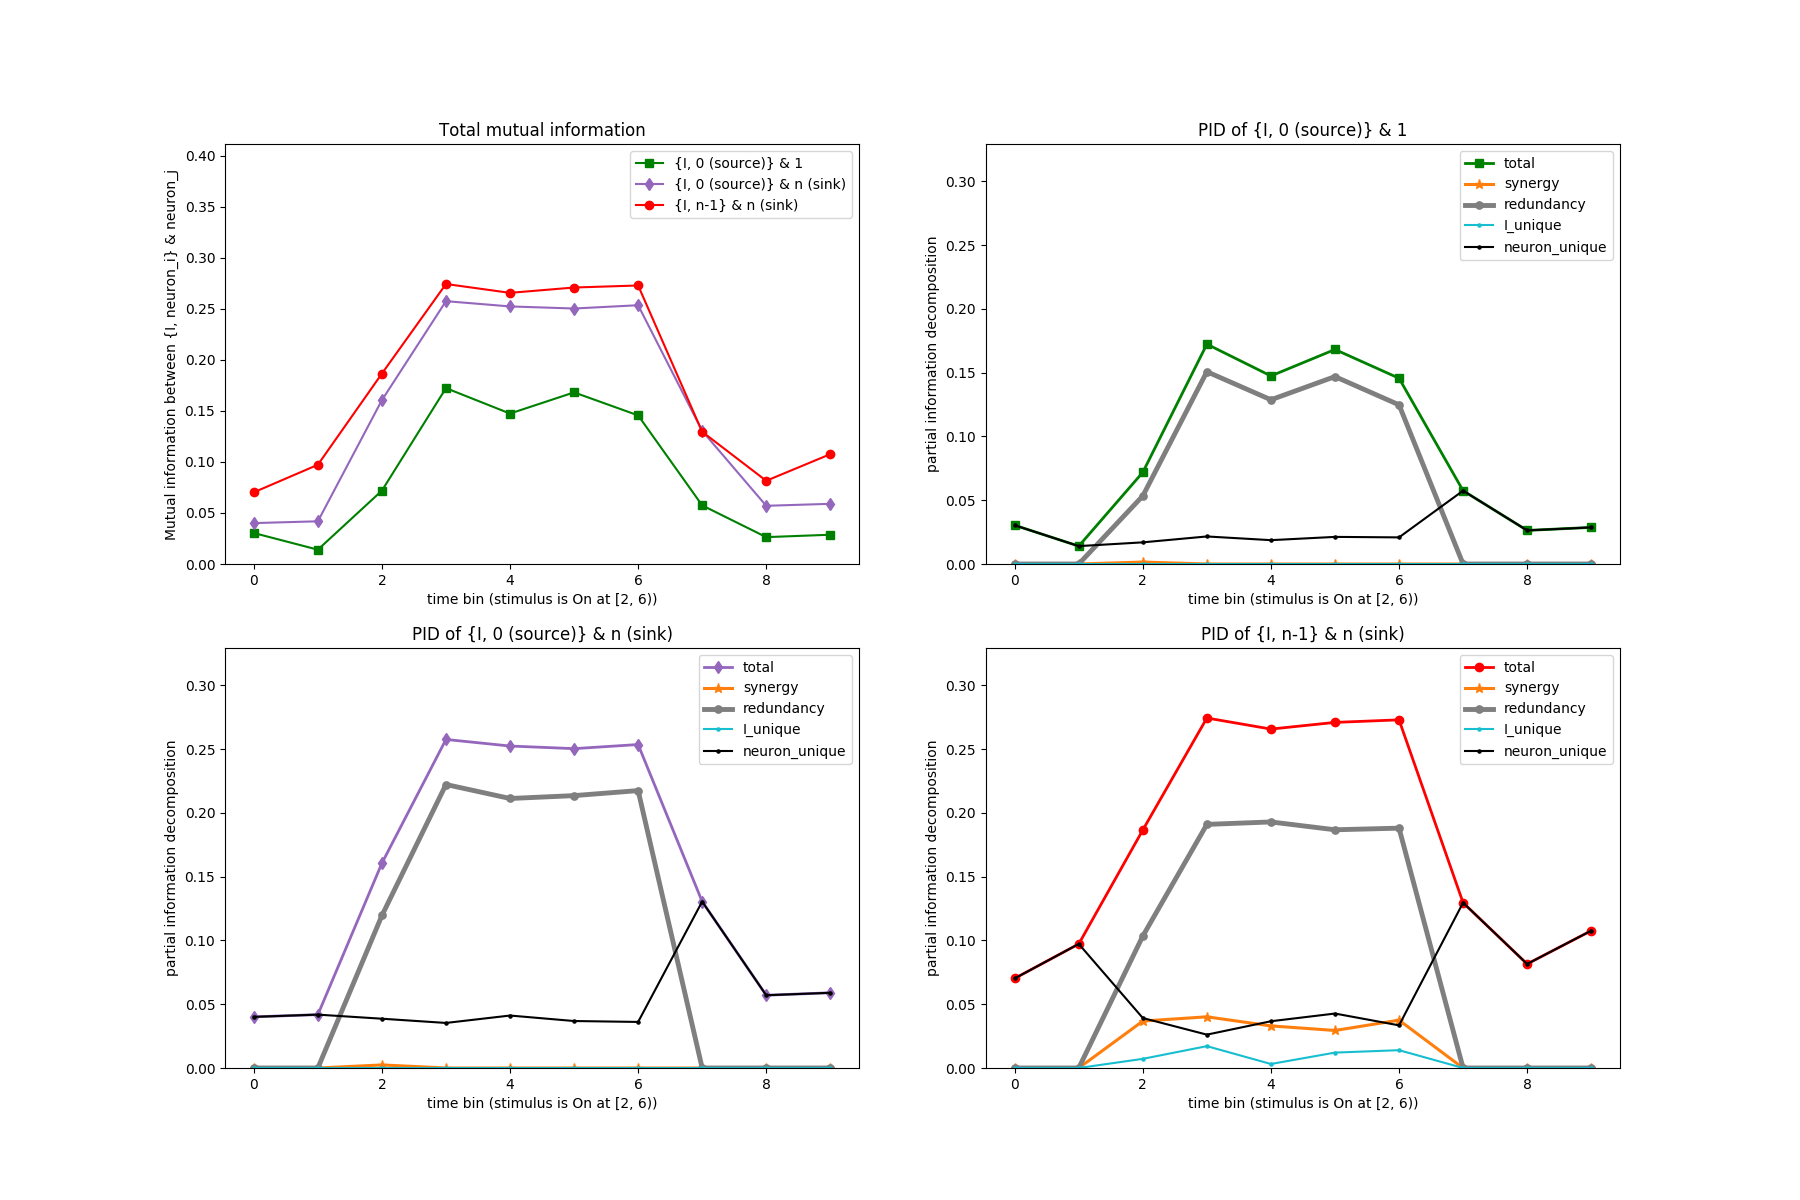 Total mutual information
Mutual information between {I, neuron_i} & neuron_j
0.40
0.35
0.30
0.25
0.20
0.15
0.10
0.05
0.00
{I, 0 (source)} & 1
{I, 0 (source)} & n (sink)
{I, n-1} & n (sink)
0 2 4 6 8
time bin (stimulus is On at [2, 6))
PID of {I, 0 (source)} & 1
partial information decomposition
0.30
0.25
0.20
0.15
0.10
0.05
0.00
total
synergy
redundancy
I_unique
neuron_unique
0 2 4 6 8
time bin (stimulus is On at [2, 6))
PID of {I, 0 (source)} & n (sink)
partial information decomposition
0.30
0.25
0.20
0.15
0.10
0.05
0.00
total
synergy
redundancy
I_unique
neuron_unique
0 2 4 6 8
time bin (stimulus is On at [2, 6))
PID of {I, n-1} & n (sink)
partial information decomposition
0.30
0.25
0.20
0.15
0.10
0.05
0.00
total
synergy
redundancy
I_unique
neuron_unique
0 2 4 6 8
time bin (stimulus is On at [2, 6))